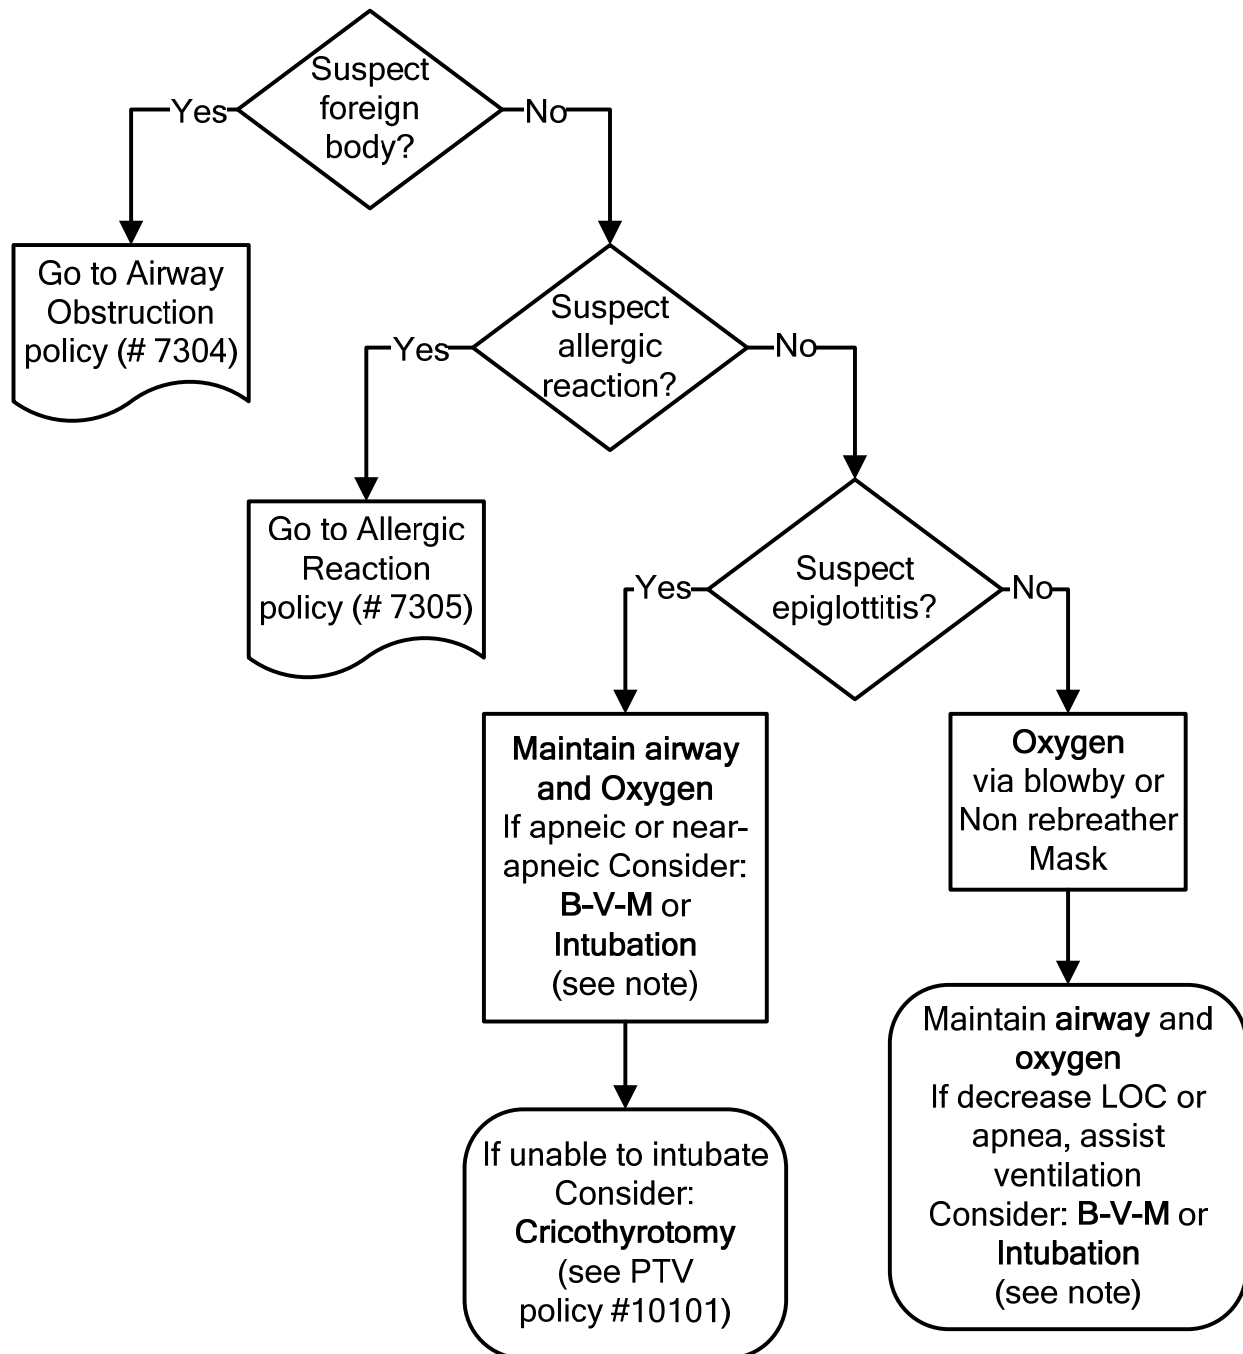 Suspect
foreign
body?
Yes
No
Go to Airway
Obstruction
policy (# 7304)
Suspect
allergic
reaction?
Yes
No
Go to Allergic
Reaction
policy (# 7305)
Suspect
epiglottitis?
Yes
No
Maintain airway
and Oxygen
If apneic or near-
apneic Consider:
B-V-M or
Intubation
(see note)
Oxygen
via blowby or
Non rebreather
Mask
If unable to intubate
Consider:
Cricothyrotomy
(see PTV
policy #10101)
Maintain airway and
oxygen
If decrease LOC or
apnea, assist
ventilation
Consider: B-V-M or
Intubation
(see note)